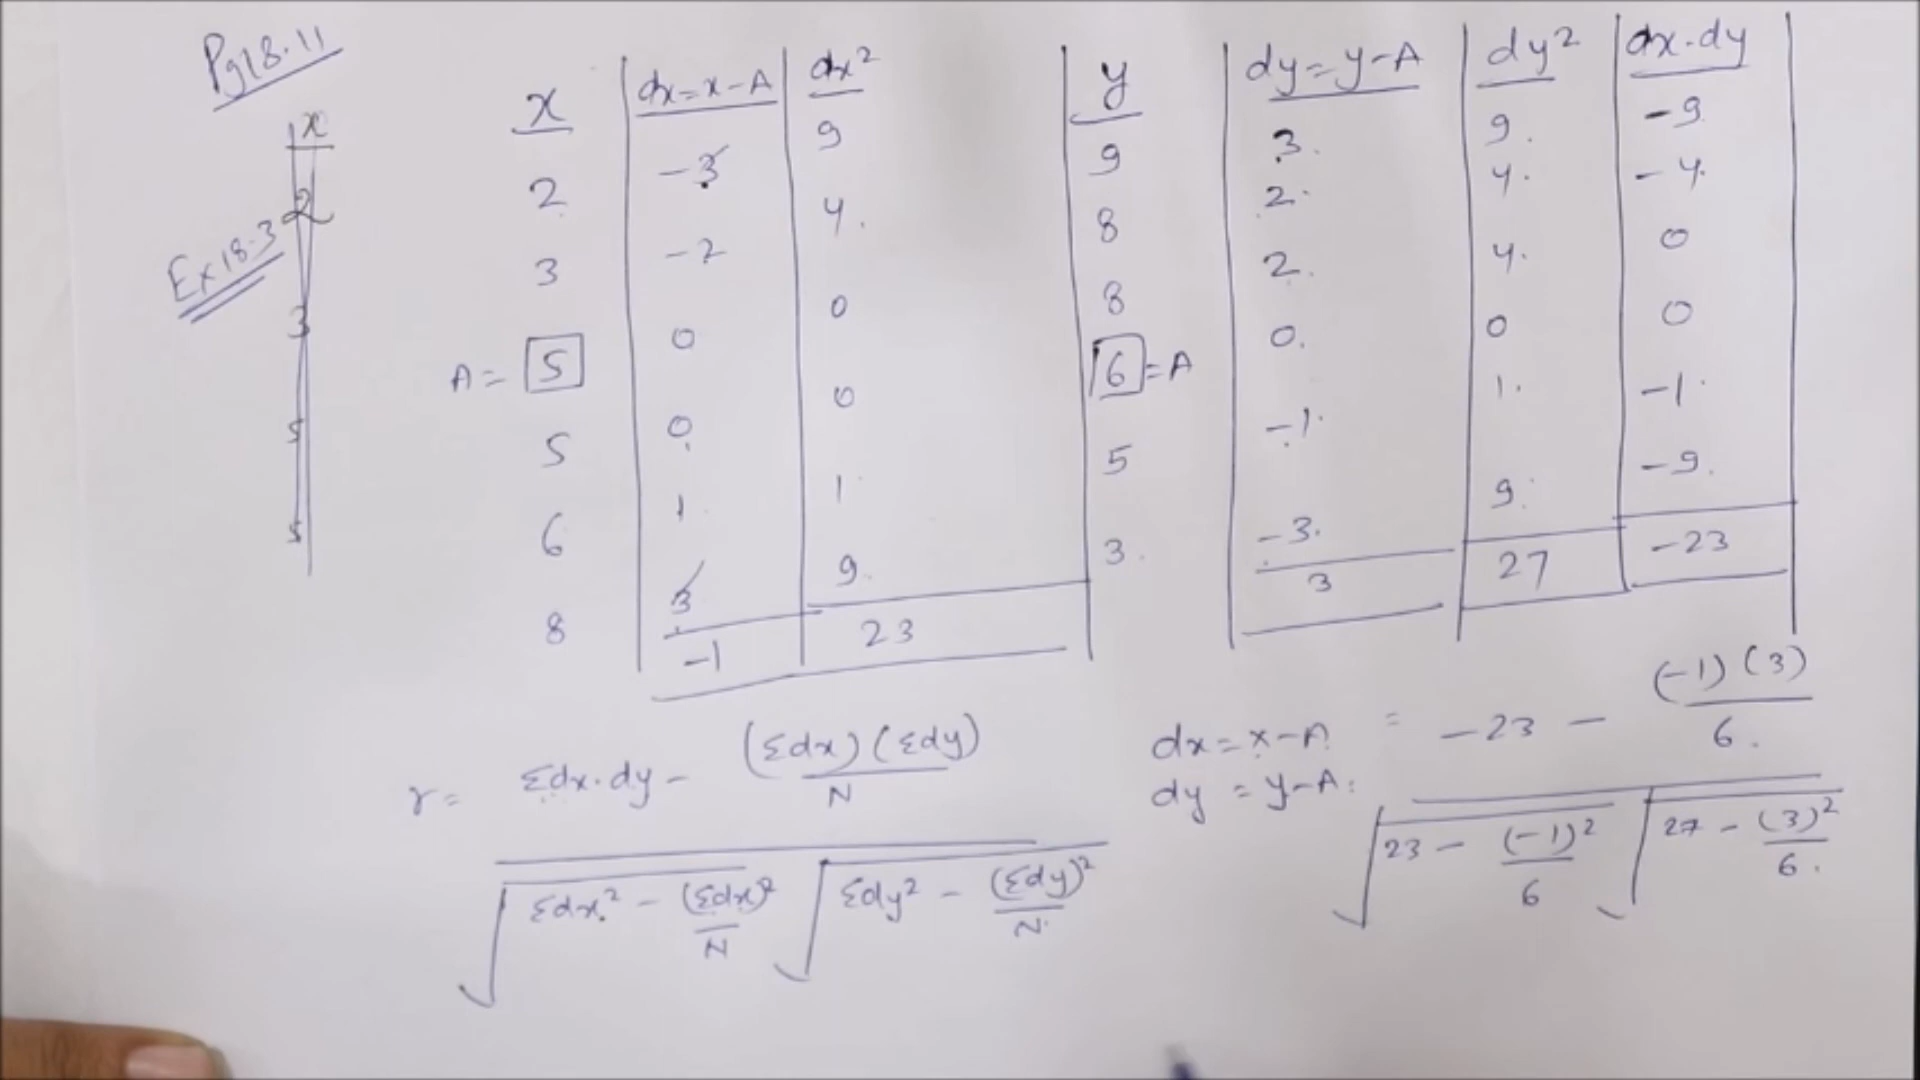 Pg 18.11
x
2
Ex 18.3
3
5
5
x | dx = x - A | dx² | y | dy = y - A | dy² | dx·dy
2 | -3 | 9 | 9 | 3. | 9. | -9
3 | -2 | 4. | 8 | 2. | 4. | -4.
A = 5 | 0 | 0 | 8 | 2. | 4. | 0
5 | 0 | 0 | 6 = A | 0. | 0 | 0
6 | 1. | 1. | 5 | -1. | 1. | -1.
8 | 3 | 9. | 3. | -3. | 9. | -9.
-1 | 23 | 3 | 27 | -23
r = Σdx·dy - (Σdx)(Σdy)/N
√Σdx² - (Σdx)²/N √Σdy² - (Σdy)²/N
dx = x - A
dy = y - A.
= -23 - (-1)(3)/6.
√23 - (-1)²/6 √27 - (3)²/6.